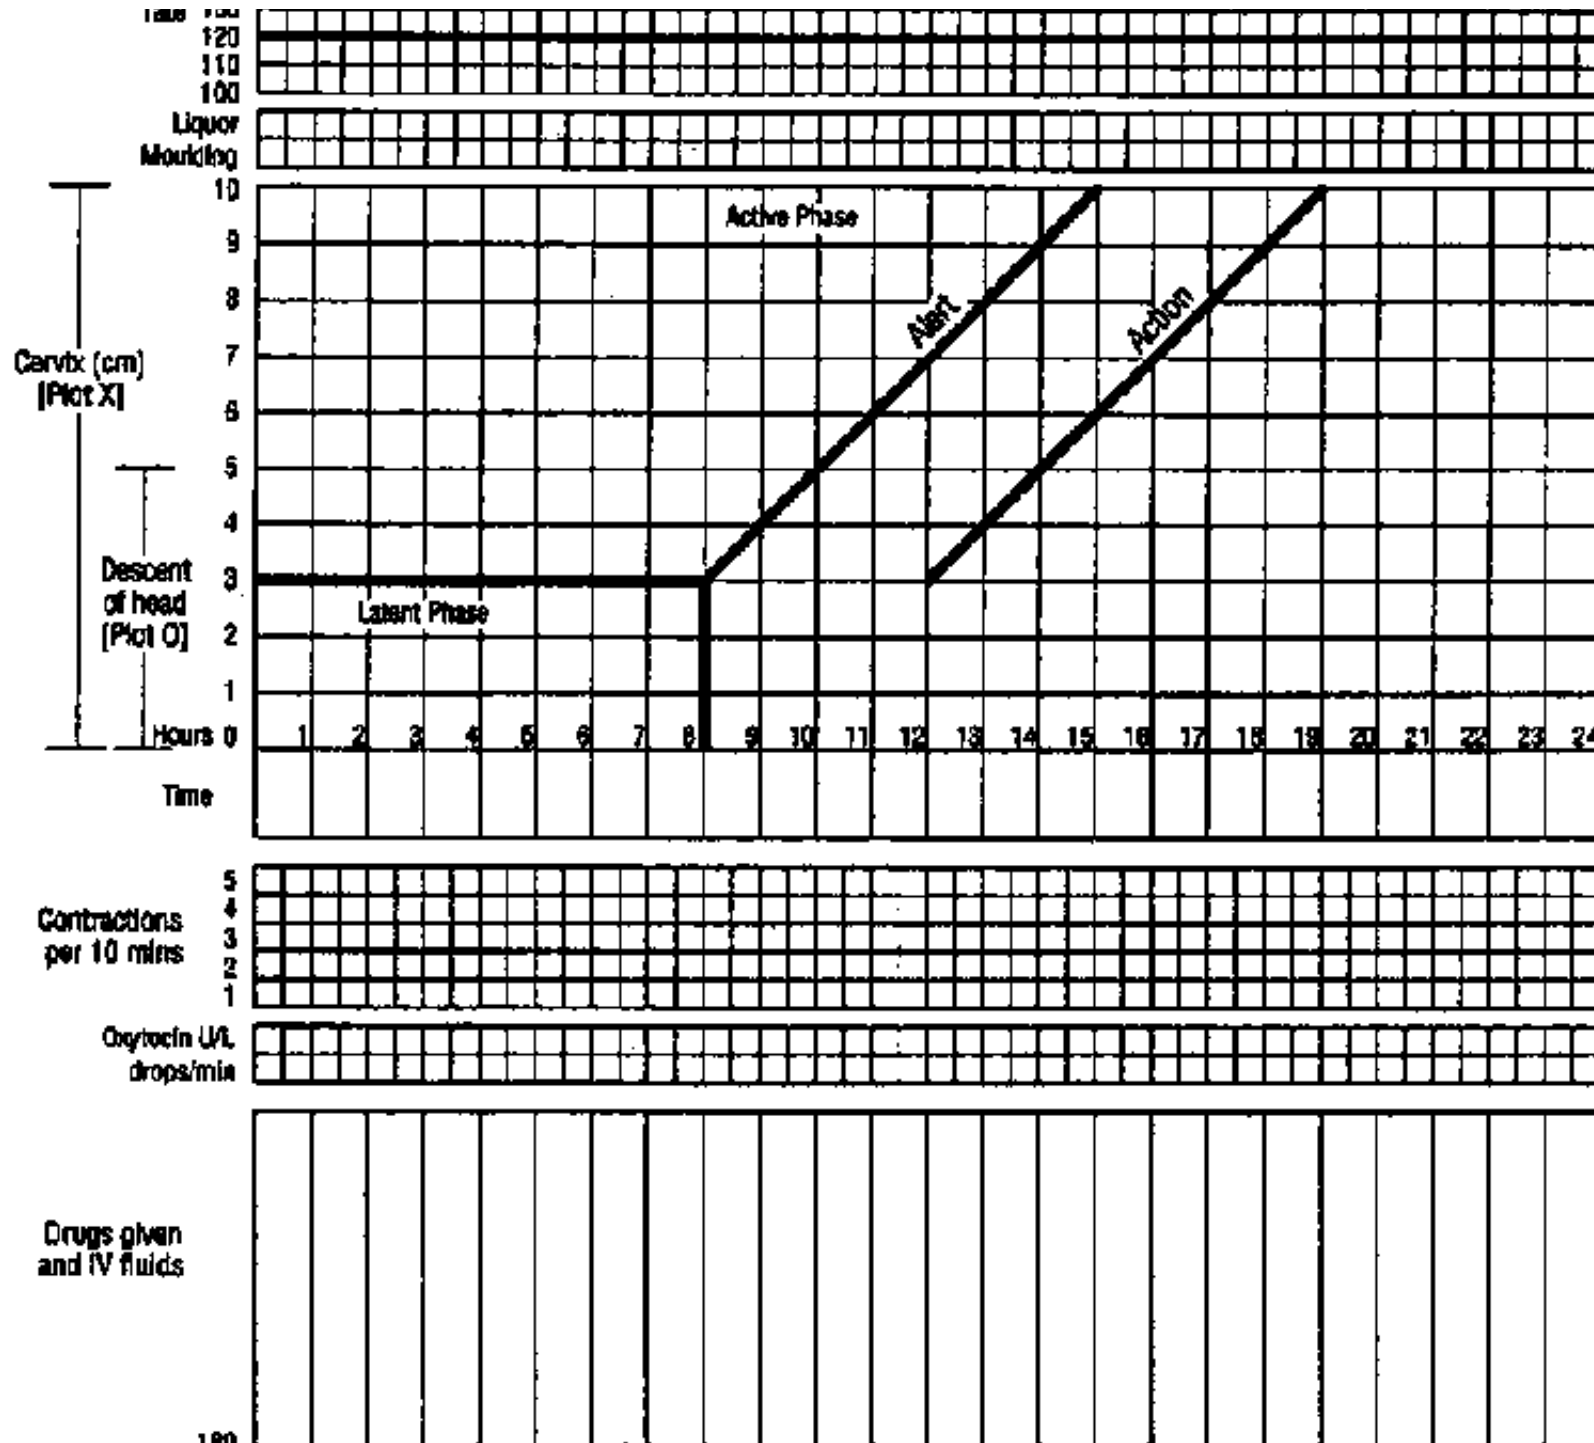 120
110
100
Liquor
Moulding
10
Active Phase
9
8
Alert
Action
7
Cervix (cm)
[Plot X]
6
5
4
Descent
of head
[Plot O]
3
Latent Phase
2
1
Hours 0 1 2 3 4 5 6 7 8 9 10 11 12 13 14 15 16 17 18 19 20 21 22 23 24
Time
5
4
Contractions
per 10 mins
3
2
1
Oxytocin U/L
drops/min
Drugs given
and IV fluids